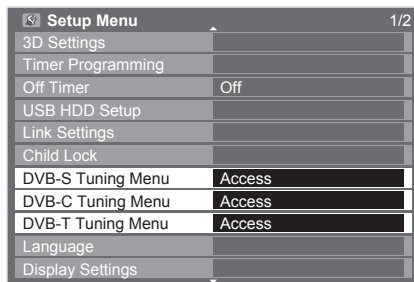 Setup Menu 1/2
3D Settings
Timer Programming
Off Timer Off
USB HDD Setup
Link Settings
Child Lock
DVB-S Tuning Menu Access
DVB-C Tuning Menu Access
DVB-T Tuning Menu Access
Language
Display Settings